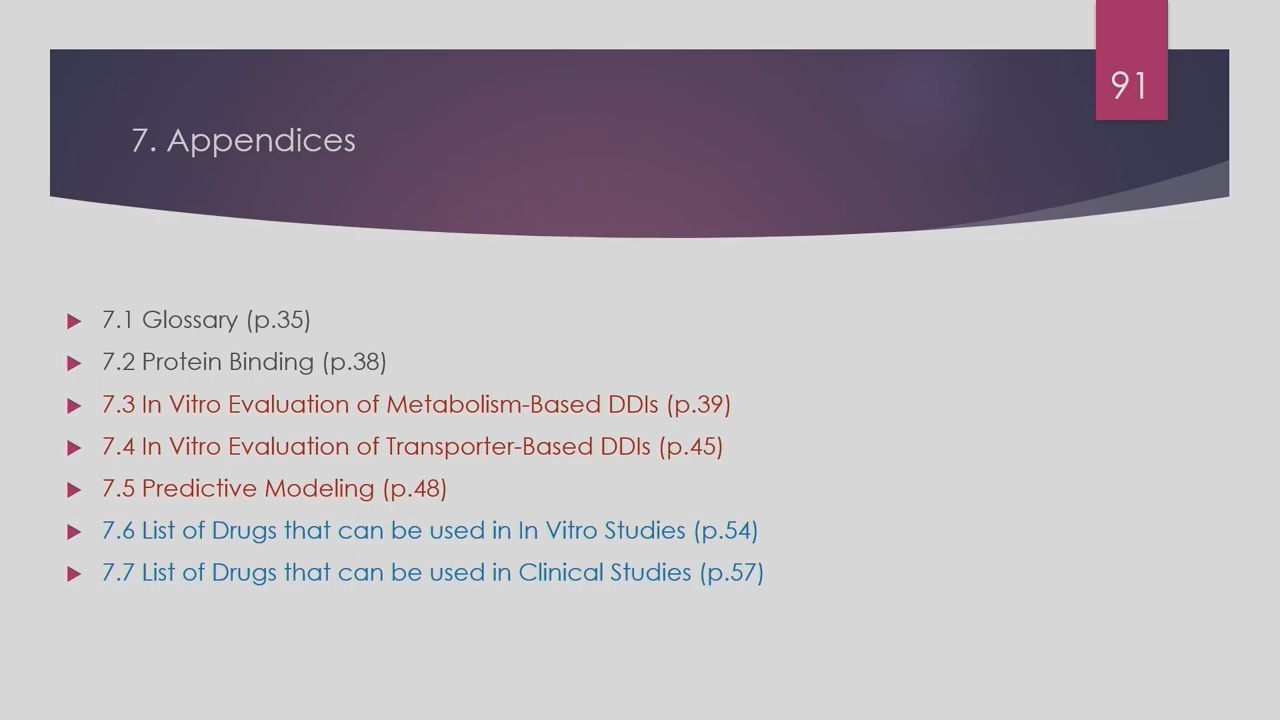 91
7. Appendices
7.1 Glossary (p.35)
7.2 Protein Binding (p.38)
7.3 In Vitro Evaluation of Metabolism-Based DDIs (p.39)
7.4 In Vitro Evaluation of Transporter-Based DDIs (p.45)
7.5 Predictive Modeling (p.48)
7.6 List of Drugs that can be used in In Vitro Studies (p.54)
7.7 List of Drugs that can be used in Clinical Studies (p.57)